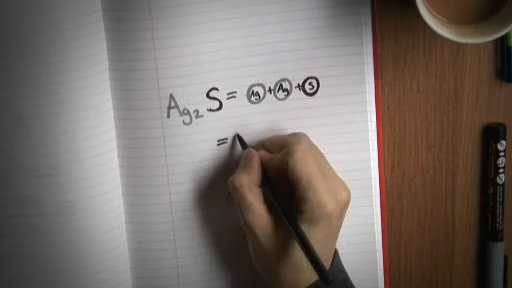 Ag₂S = Ag + Ag + S
=